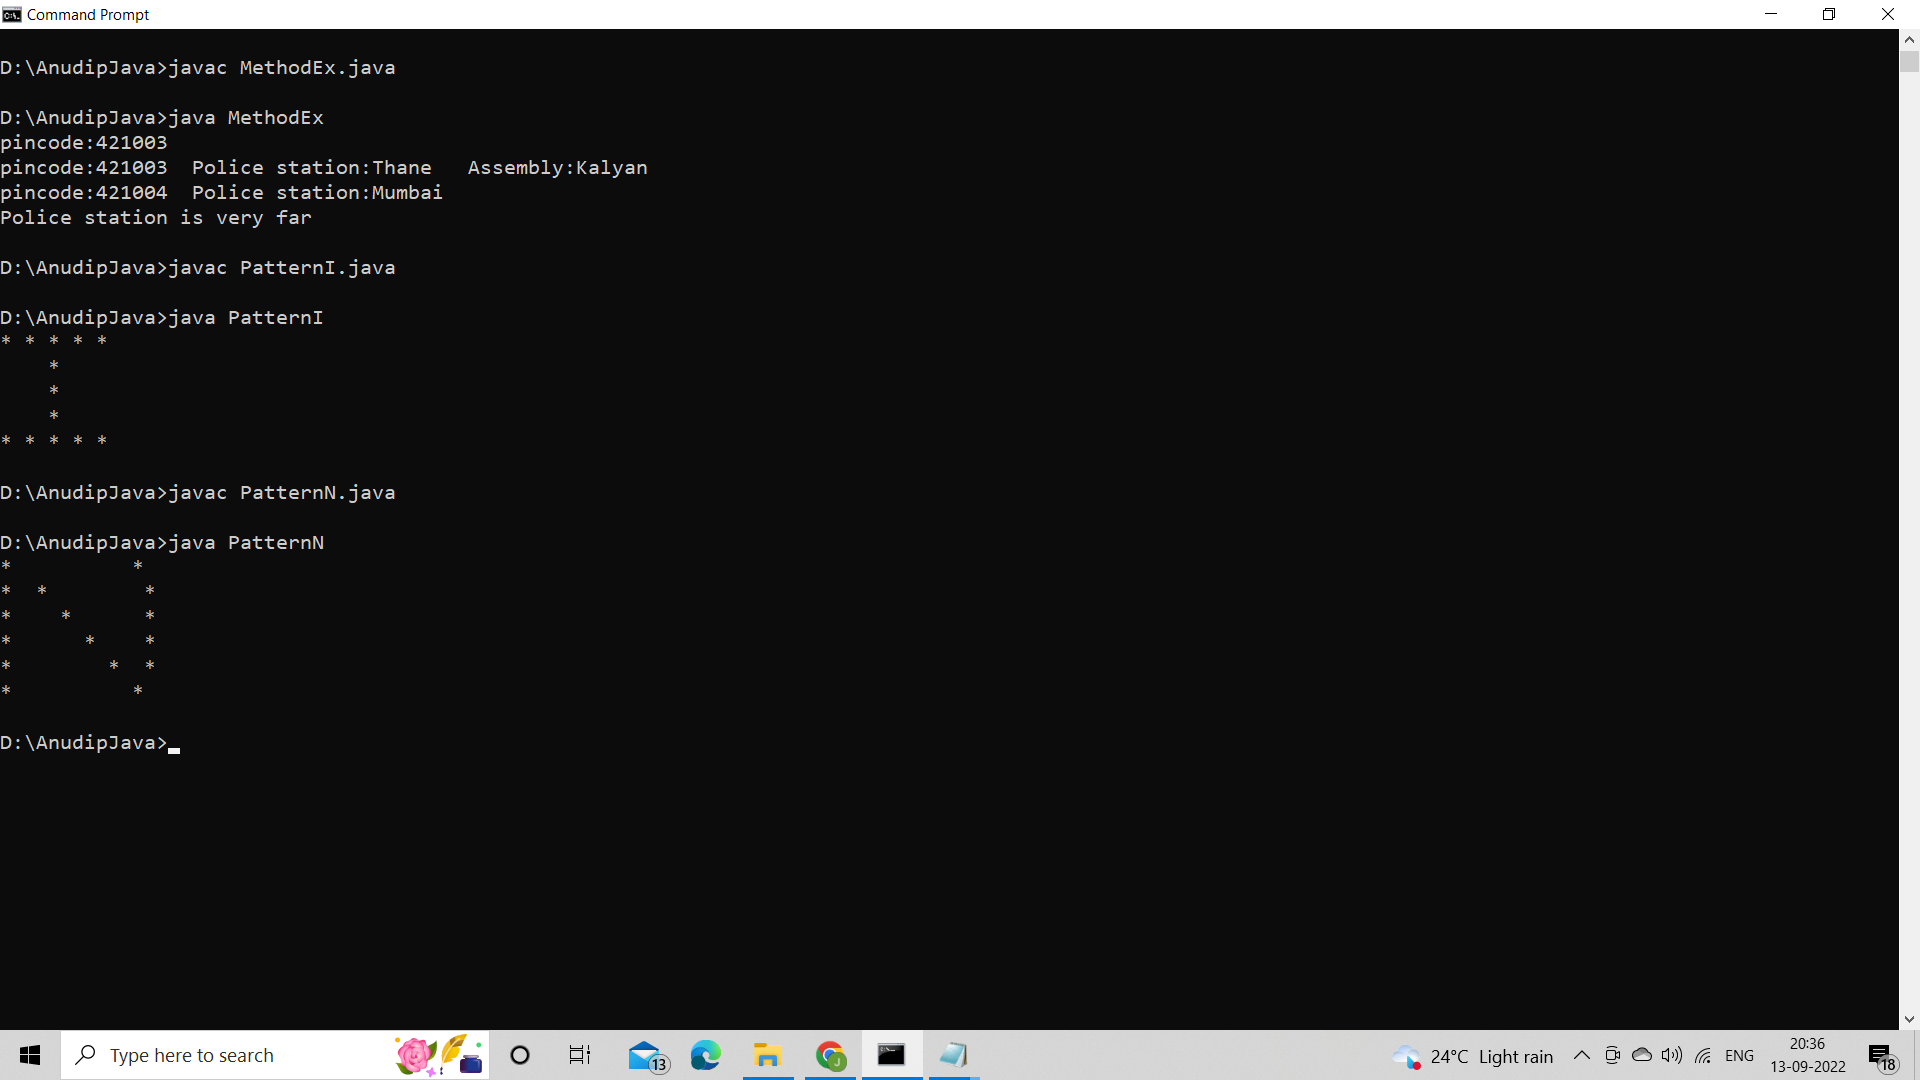 Command Prompt
D:\AnudipJava>javac MethodEx.java
D:\AnudipJava>java MethodEx
pincode:421003
pincode:421003  Police station:Thane   Assembly:Kalyan
pincode:421004  Police station:Mumbai
Police station is very far
D:\AnudipJava>javac PatternI.java
D:\AnudipJava>java PatternI
* * * * *
    *
    *
    *
* * * * *
D:\AnudipJava>javac PatternN.java
D:\AnudipJava>java PatternN
*          *
*  *        *
*    *      *
*      *    *
*        *  *
*          *
D:\AnudipJava>
Type here to search
13
24°C Light rain
ENG
20:36
13-09-2022
18